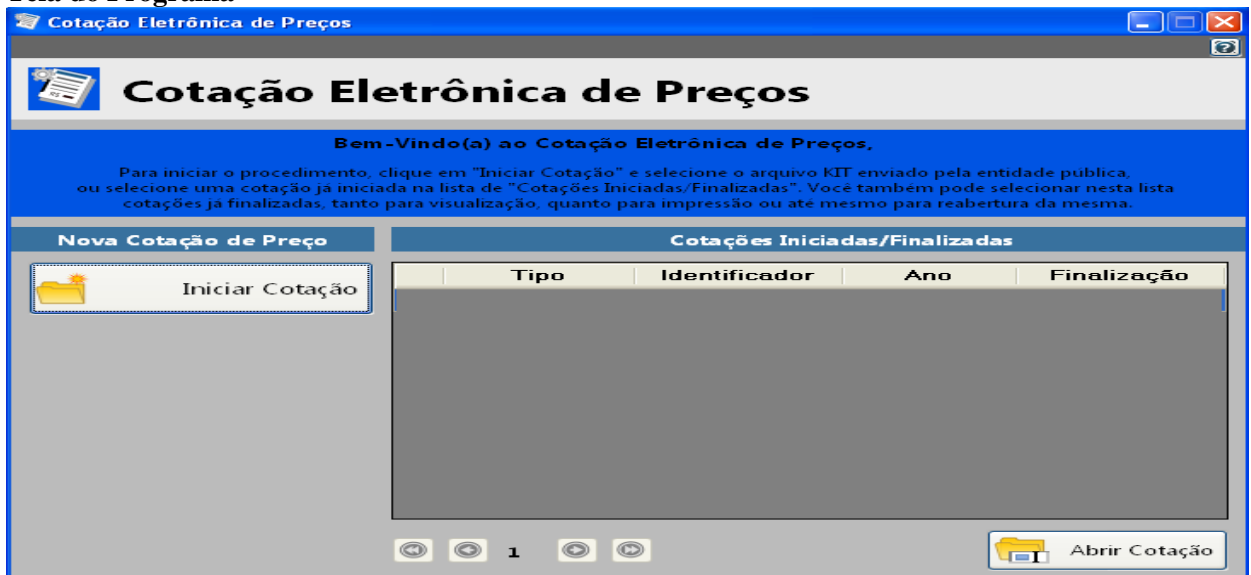 Tela do Programa
Cotação Eletrônica de Preços
Cotação Eletrônica de Preços
Bem-Vindo(a) ao Cotação Eletrônica de Preços,
Para iniciar o procedimento, clique em "Iniciar Cotação" e selecione o arquivo KIT enviado pela entidade publica,
ou selecione uma cotação já iniciada na lista de "Cotações Iniciadas/Finalizadas". Você também pode selecionar nesta lista
cotações já finalizadas, tanto para visualização, quanto para impressão ou até mesmo para reabertura da mesma.
Nova Cotação de Preço
Cotações Iniciadas/Finalizadas
Iniciar Cotação
Tipo Identificador Ano Finalização
1
Abrir Cotação